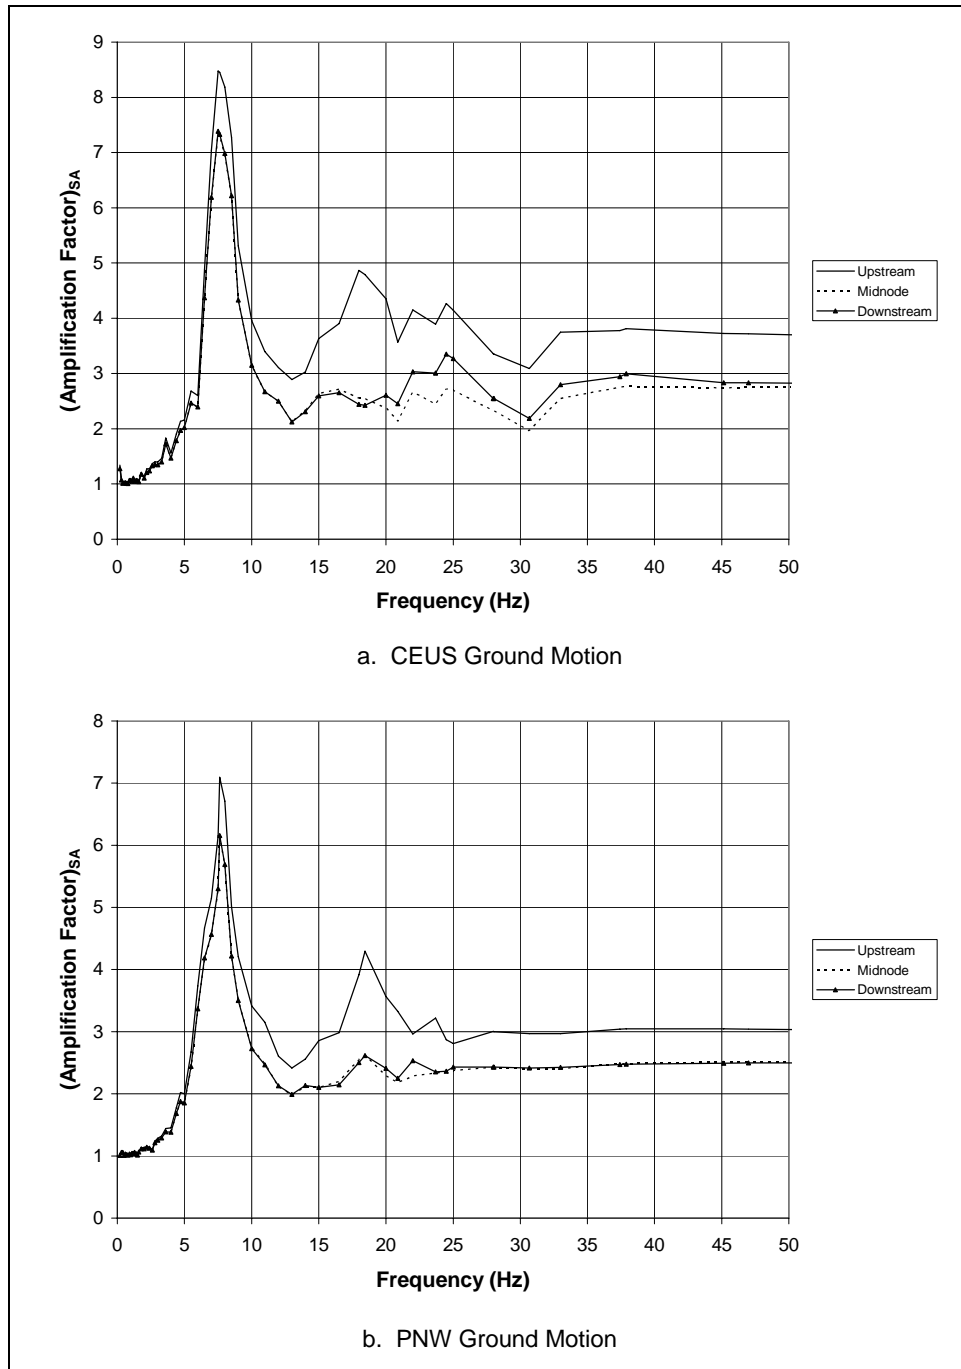 9
8
7
6
5
4
3
2
1
0
(Amplification Factor)SA
0 5 10 15 20 25 30 35 40 45 50
Frequency (Hz)
Upstream
Midnode
Downstream
a. CEUS Ground Motion
8
7
6
5
4
3
2
1
0
(Amplification Factor)SA
0 5 10 15 20 25 30 35 40 45 50
Frequency (Hz)
Upstream
Midnode
Downstream
b. PNW Ground Motion